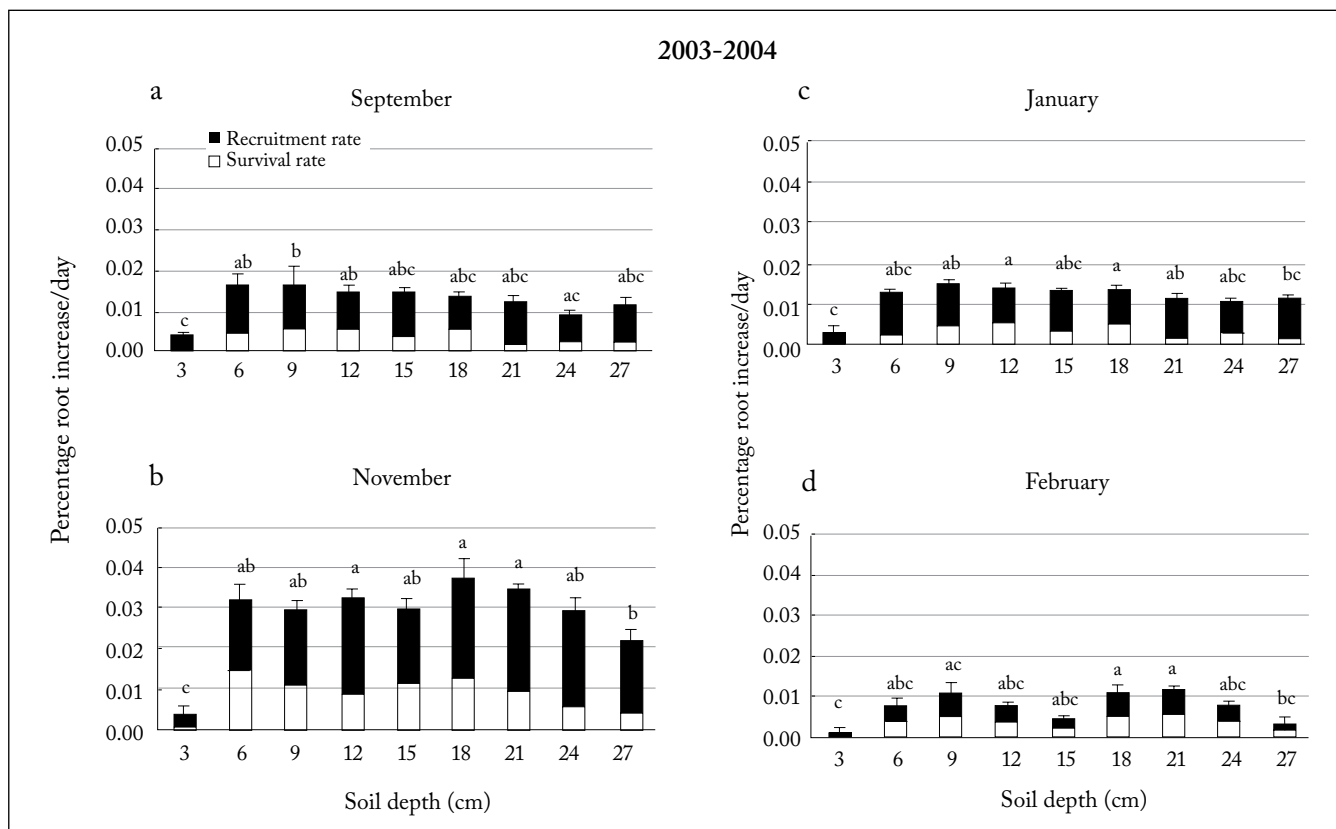 2003-2004
a
September
Recruitment rate
Survival rate
0.05
0.04
0.03
0.02
0.01
0.00
c
ab
b
ab
abc
abc
abc
ac
abc
3 6 9 12 15 18 21 24 27
b
November
0.05
0.04
0.03
0.02
0.01
0.00
c
ab
ab
a
ab
a
a
ab
b
3 6 9 12 15 18 21 24 27
Percentage root increase/day
Soil depth (cm)
c
January
0.05
0.04
0.03
0.02
0.01
0.00
c
abc
ab
a
abc
a
ab
abc
bc
3 6 9 12 15 18 21 24 27
d
February
0.05
0.04
0.03
0.02
0.01
0.00
c
abc
ac
abc
abc
a
a
abc
bc
3 6 9 12 15 18 21 24 27
Percentage root increase/day
Soil depth (cm)